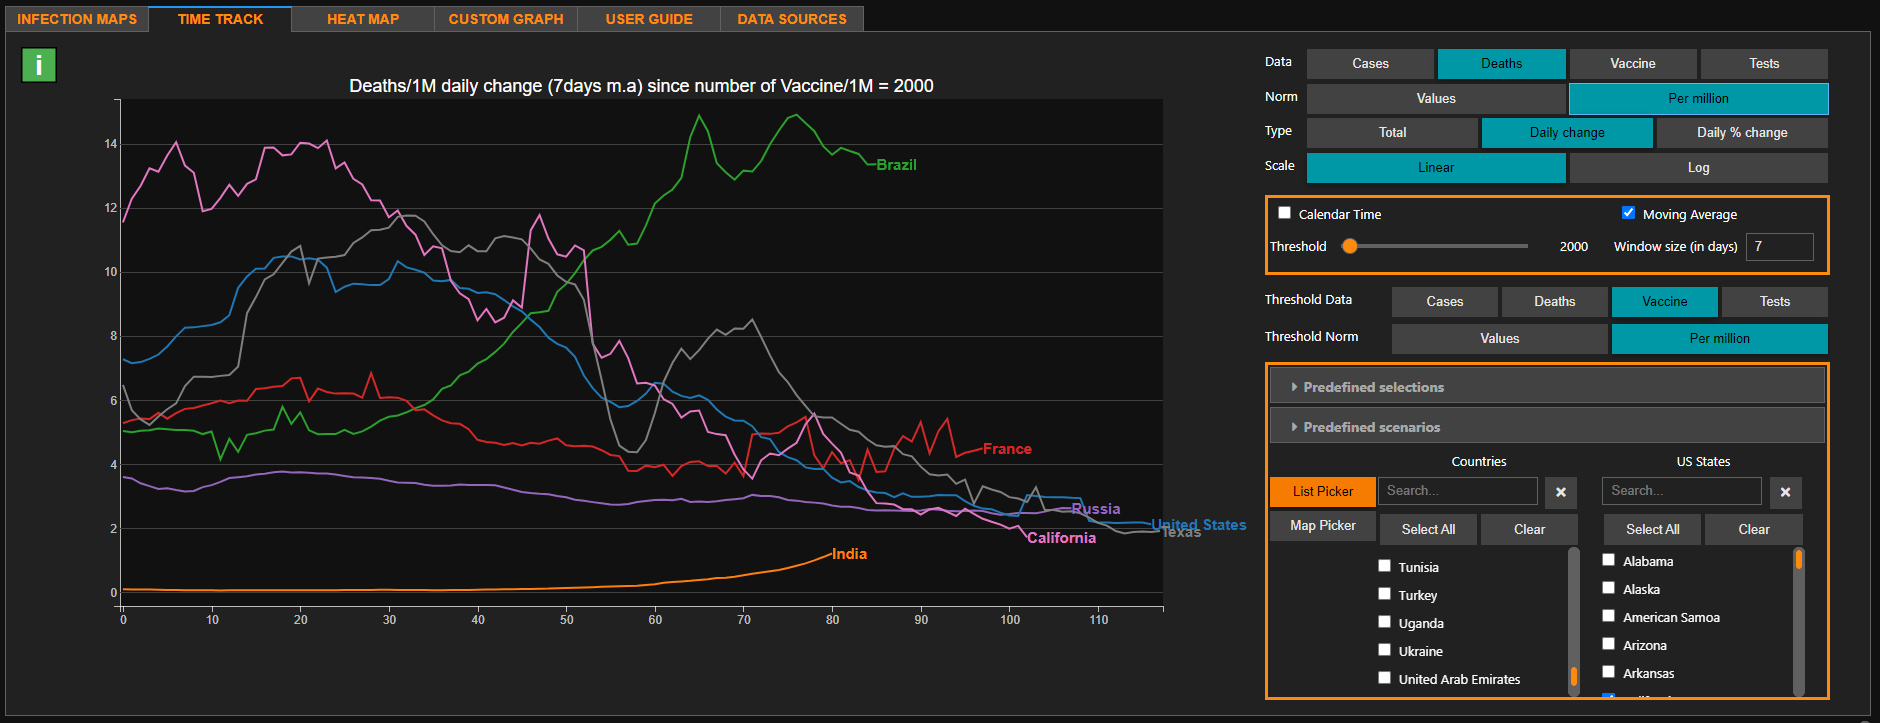 INFECTION MAPS
TIME TRACK
HEAT MAP
CUSTOM GRAPH
USER GUIDE
DATA SOURCES
i
Deaths/1M daily change (7days m.a) since number of Vaccine/1M = 2000
14
12
10
8
6
4
2
0
0 10 20 30 40 50 60 70 80 90 100 110
Brazil
France
Russia
United States
Texas
California
India
Data Cases Deaths Vaccine Tests
Norm Values Per million
Type Total Daily change Daily % change
Scale Linear Log
Calendar Time Moving Average
Threshold 2000 Window size (in days) 7
Threshold Data Cases Deaths Vaccine Tests
Threshold Norm Values Per million
Predefined selections
Predefined scenarios
Countries US States
List Picker Search... × Search... ×
Map Picker Select All Clear Select All Clear
Tunisia
Turkey
Uganda
Ukraine
United Arab Emirates
Alabama
Alaska
American Samoa
Arizona
Arkansas